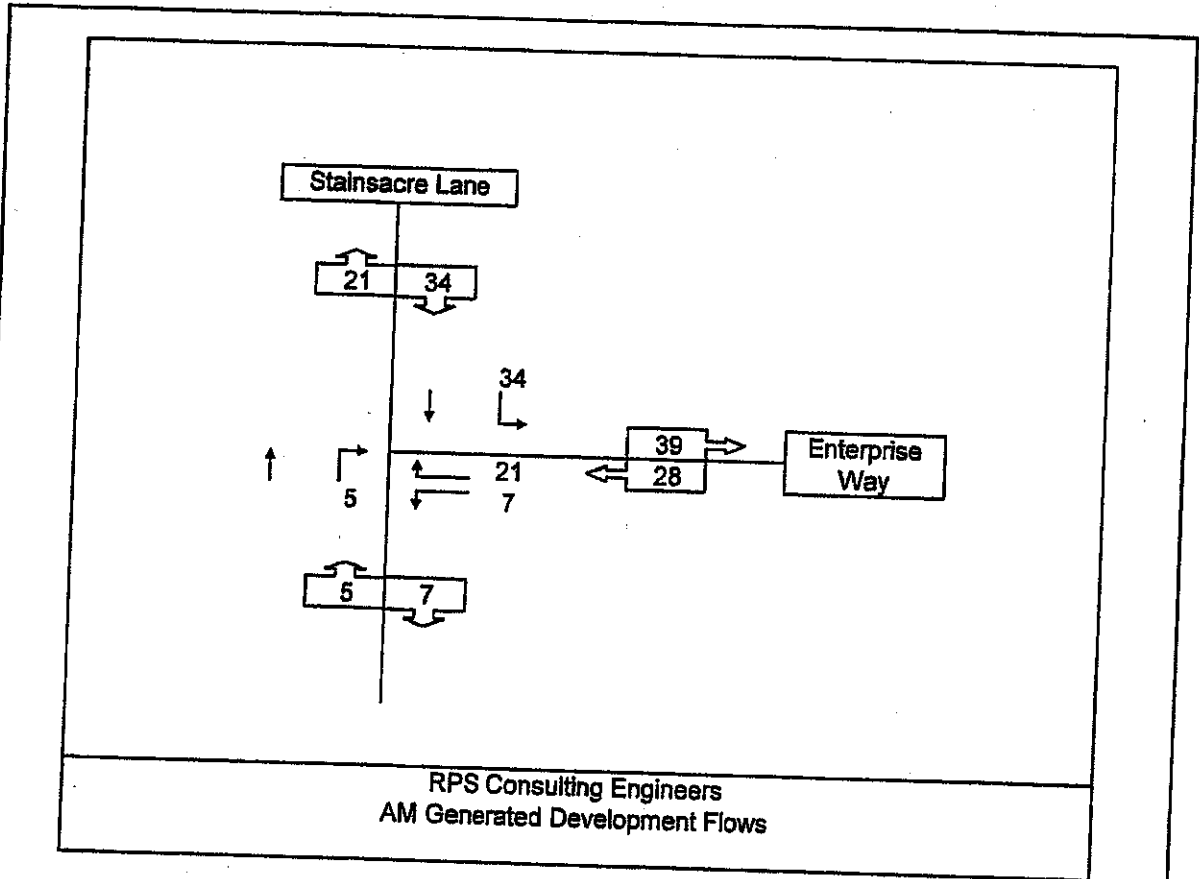 Stainsacre Lane
21 34
34
39
Enterprise
Way
21
28
5
7
5 7
RPS Consulting Engineers
AM Generated Development Flows